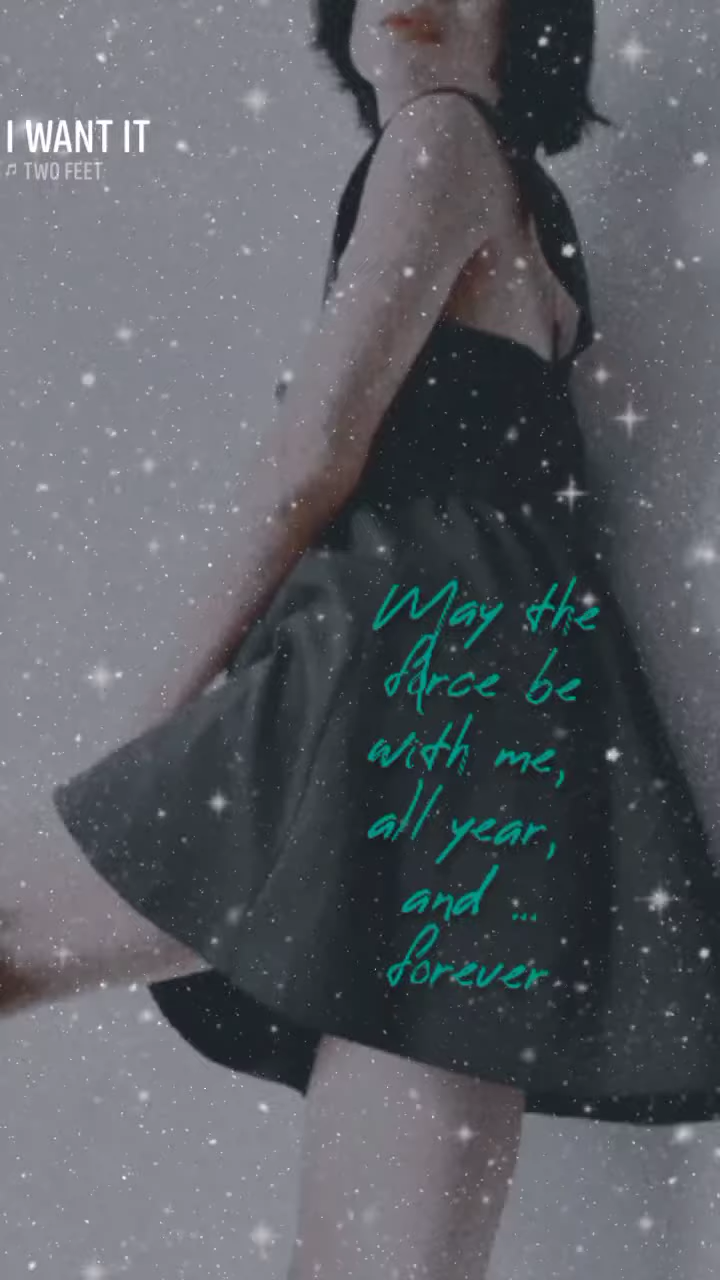 I WANT IT
♫ TWO FEET
May the
force be
with me,
all year,
and ...
forever